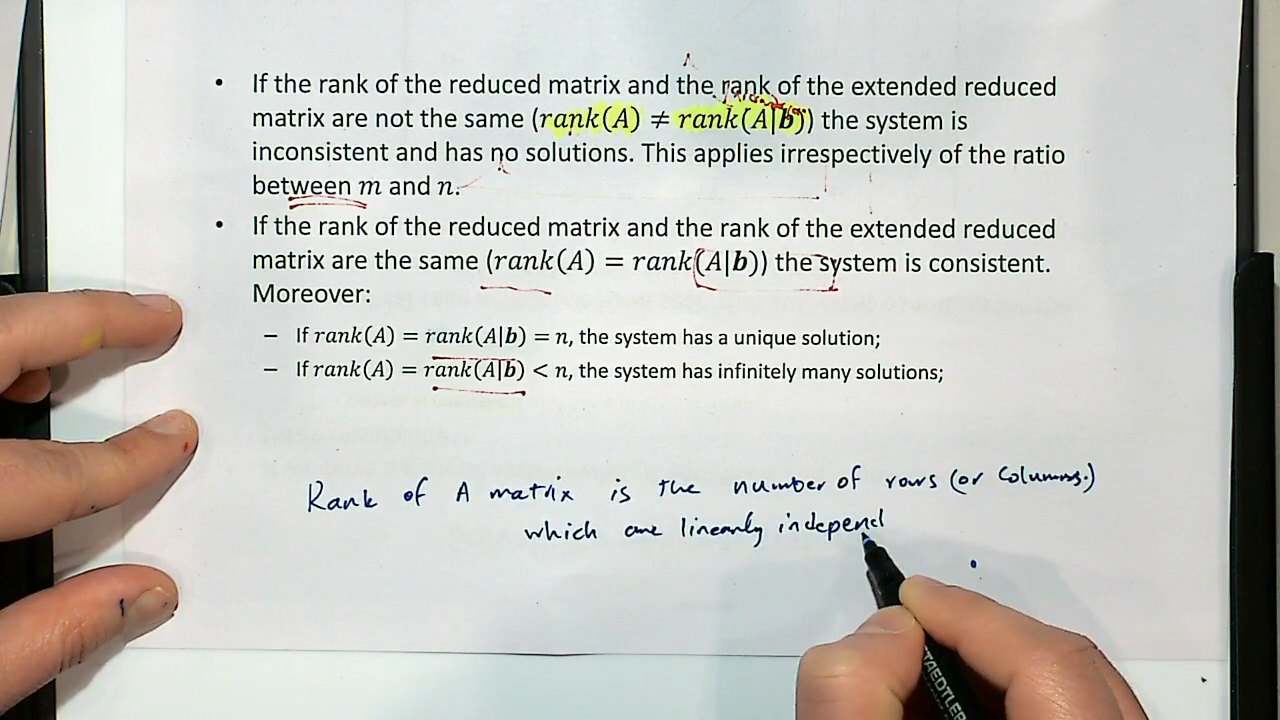 • If the rank of the reduced matrix and the rank of the extended reduced
matrix are not the same (rank(A) ≠ rank(A|b)) the system is
inconsistent and has no solutions. This applies irrespectively of the ratio
between m and n.
• If the rank of the reduced matrix and the rank of the extended reduced
matrix are the same (rank(A) = rank(A|b)) the system is consistent.
Moreover:
– If rank(A) = rank(A|b) = n, the system has a unique solution;
– If rank(A) = rank(A|b) < n, the system has infinitely many solutions;
Rank of A matrix is the number of rows (or columns.)
which are linearly independ
STAEDTLER